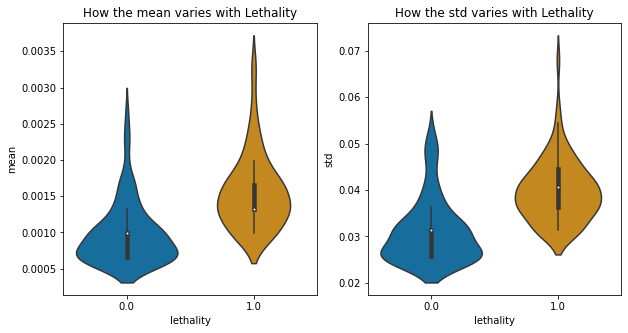 How the mean varies with Lethality
0.0035
0.0030
0.0025
0.0020
0.0015
0.0010
0.0005
mean
0.0
1.0
lethality
How the std varies with Lethality
0.07
0.06
0.05
0.04
0.03
0.02
std
0.0
1.0
lethality